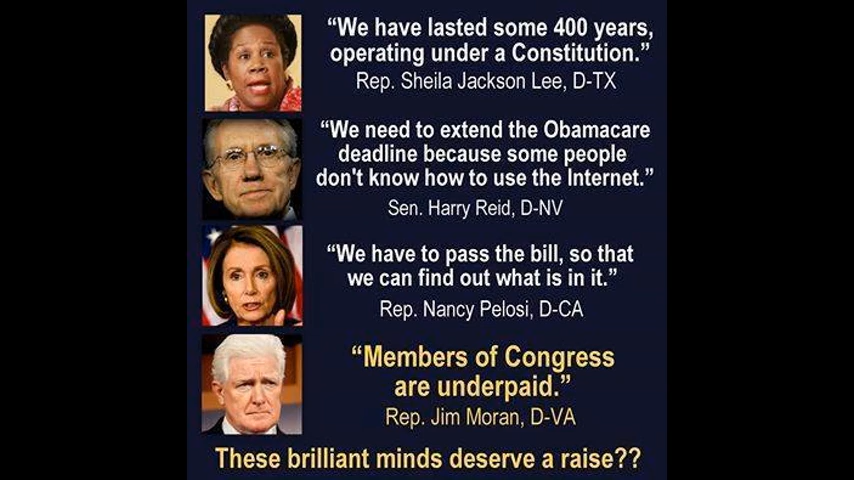 “We have lasted some 400 years,
operating under a Constitution.”
Rep. Sheila Jackson Lee, D-TX
“We need to extend the Obamacare
deadline because some people
don't know how to use the Internet.”
Sen. Harry Reid, D-NV
“We have to pass the bill, so that
we can find out what is in it.”
Rep. Nancy Pelosi, D-CA
“Members of Congress
are underpaid.”
Rep. Jim Moran, D-VA
These brilliant minds deserve a raise??